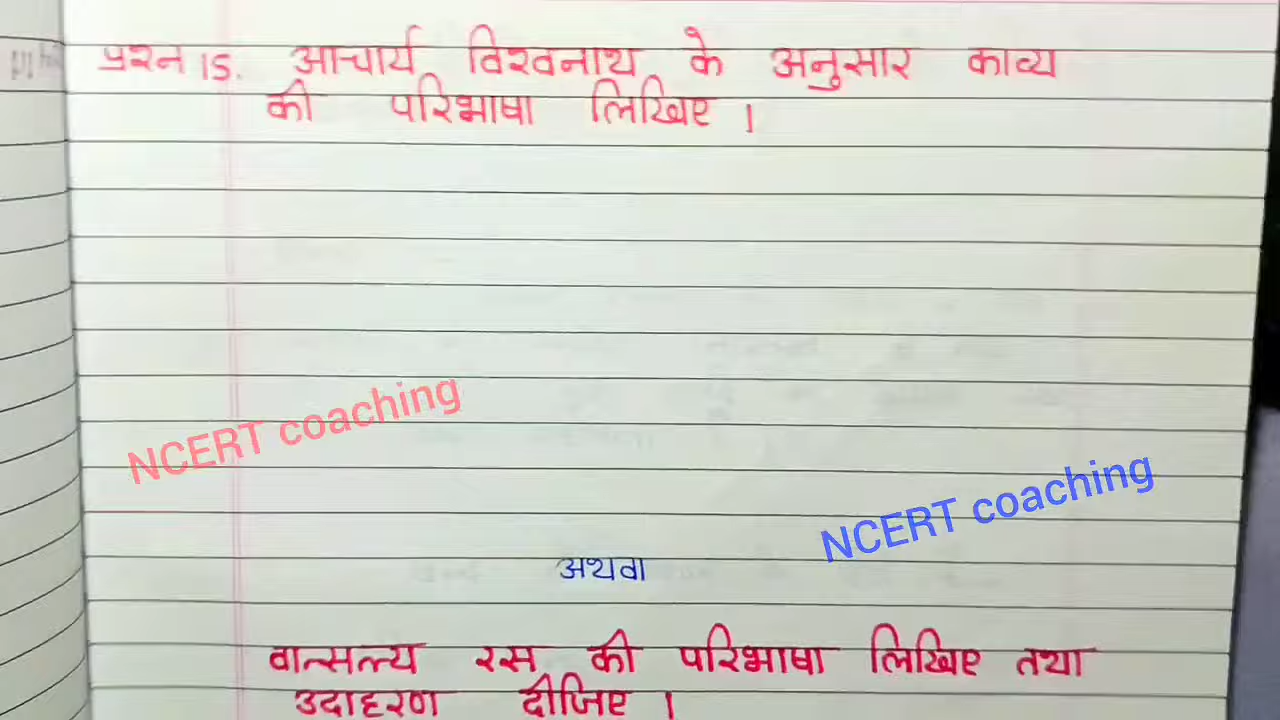 प्रश्न 15. आचार्य विश्वनाथ के अनुसार काव्य
की परिभाषा लिखिए।
NCERT coaching
NCERT coaching
अथवा
वात्सल्य रस की परिभाषा लिखिए तथा
उदाहरण दीजिए।